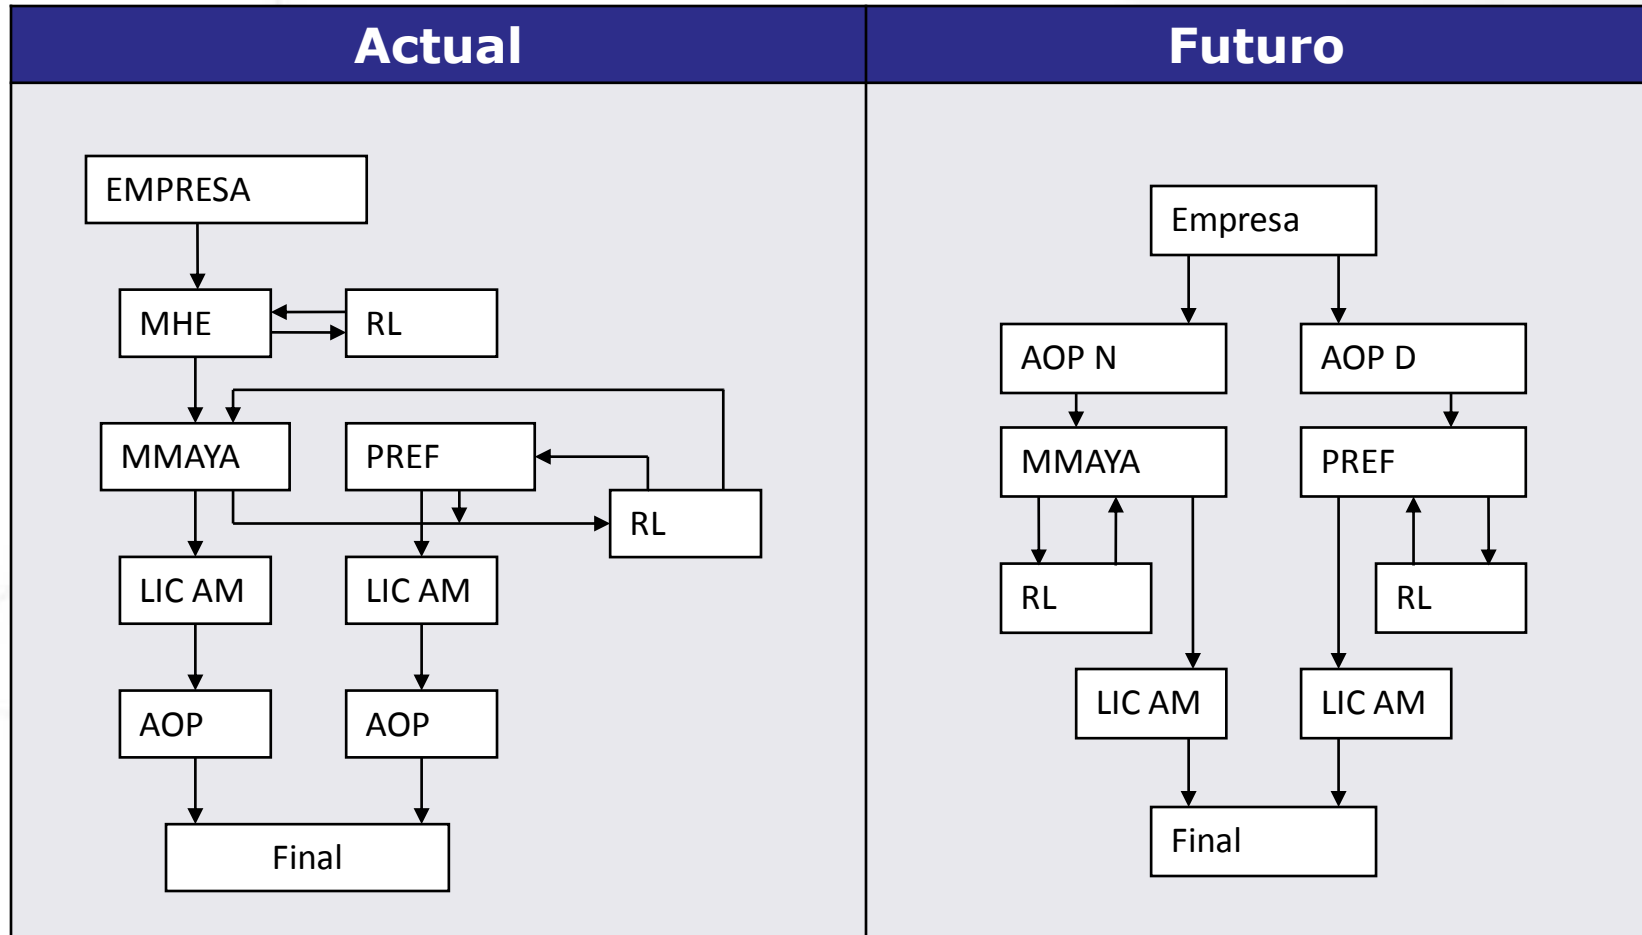 Actual
EMPRESA
MHE
RL
MMAYA
PREF
RL
LIC AM
LIC AM
AOP
AOP
Final
Futuro
Empresa
AOP N
AOP D
MMAYA
PREF
RL
RL
LIC AM
LIC AM
Final